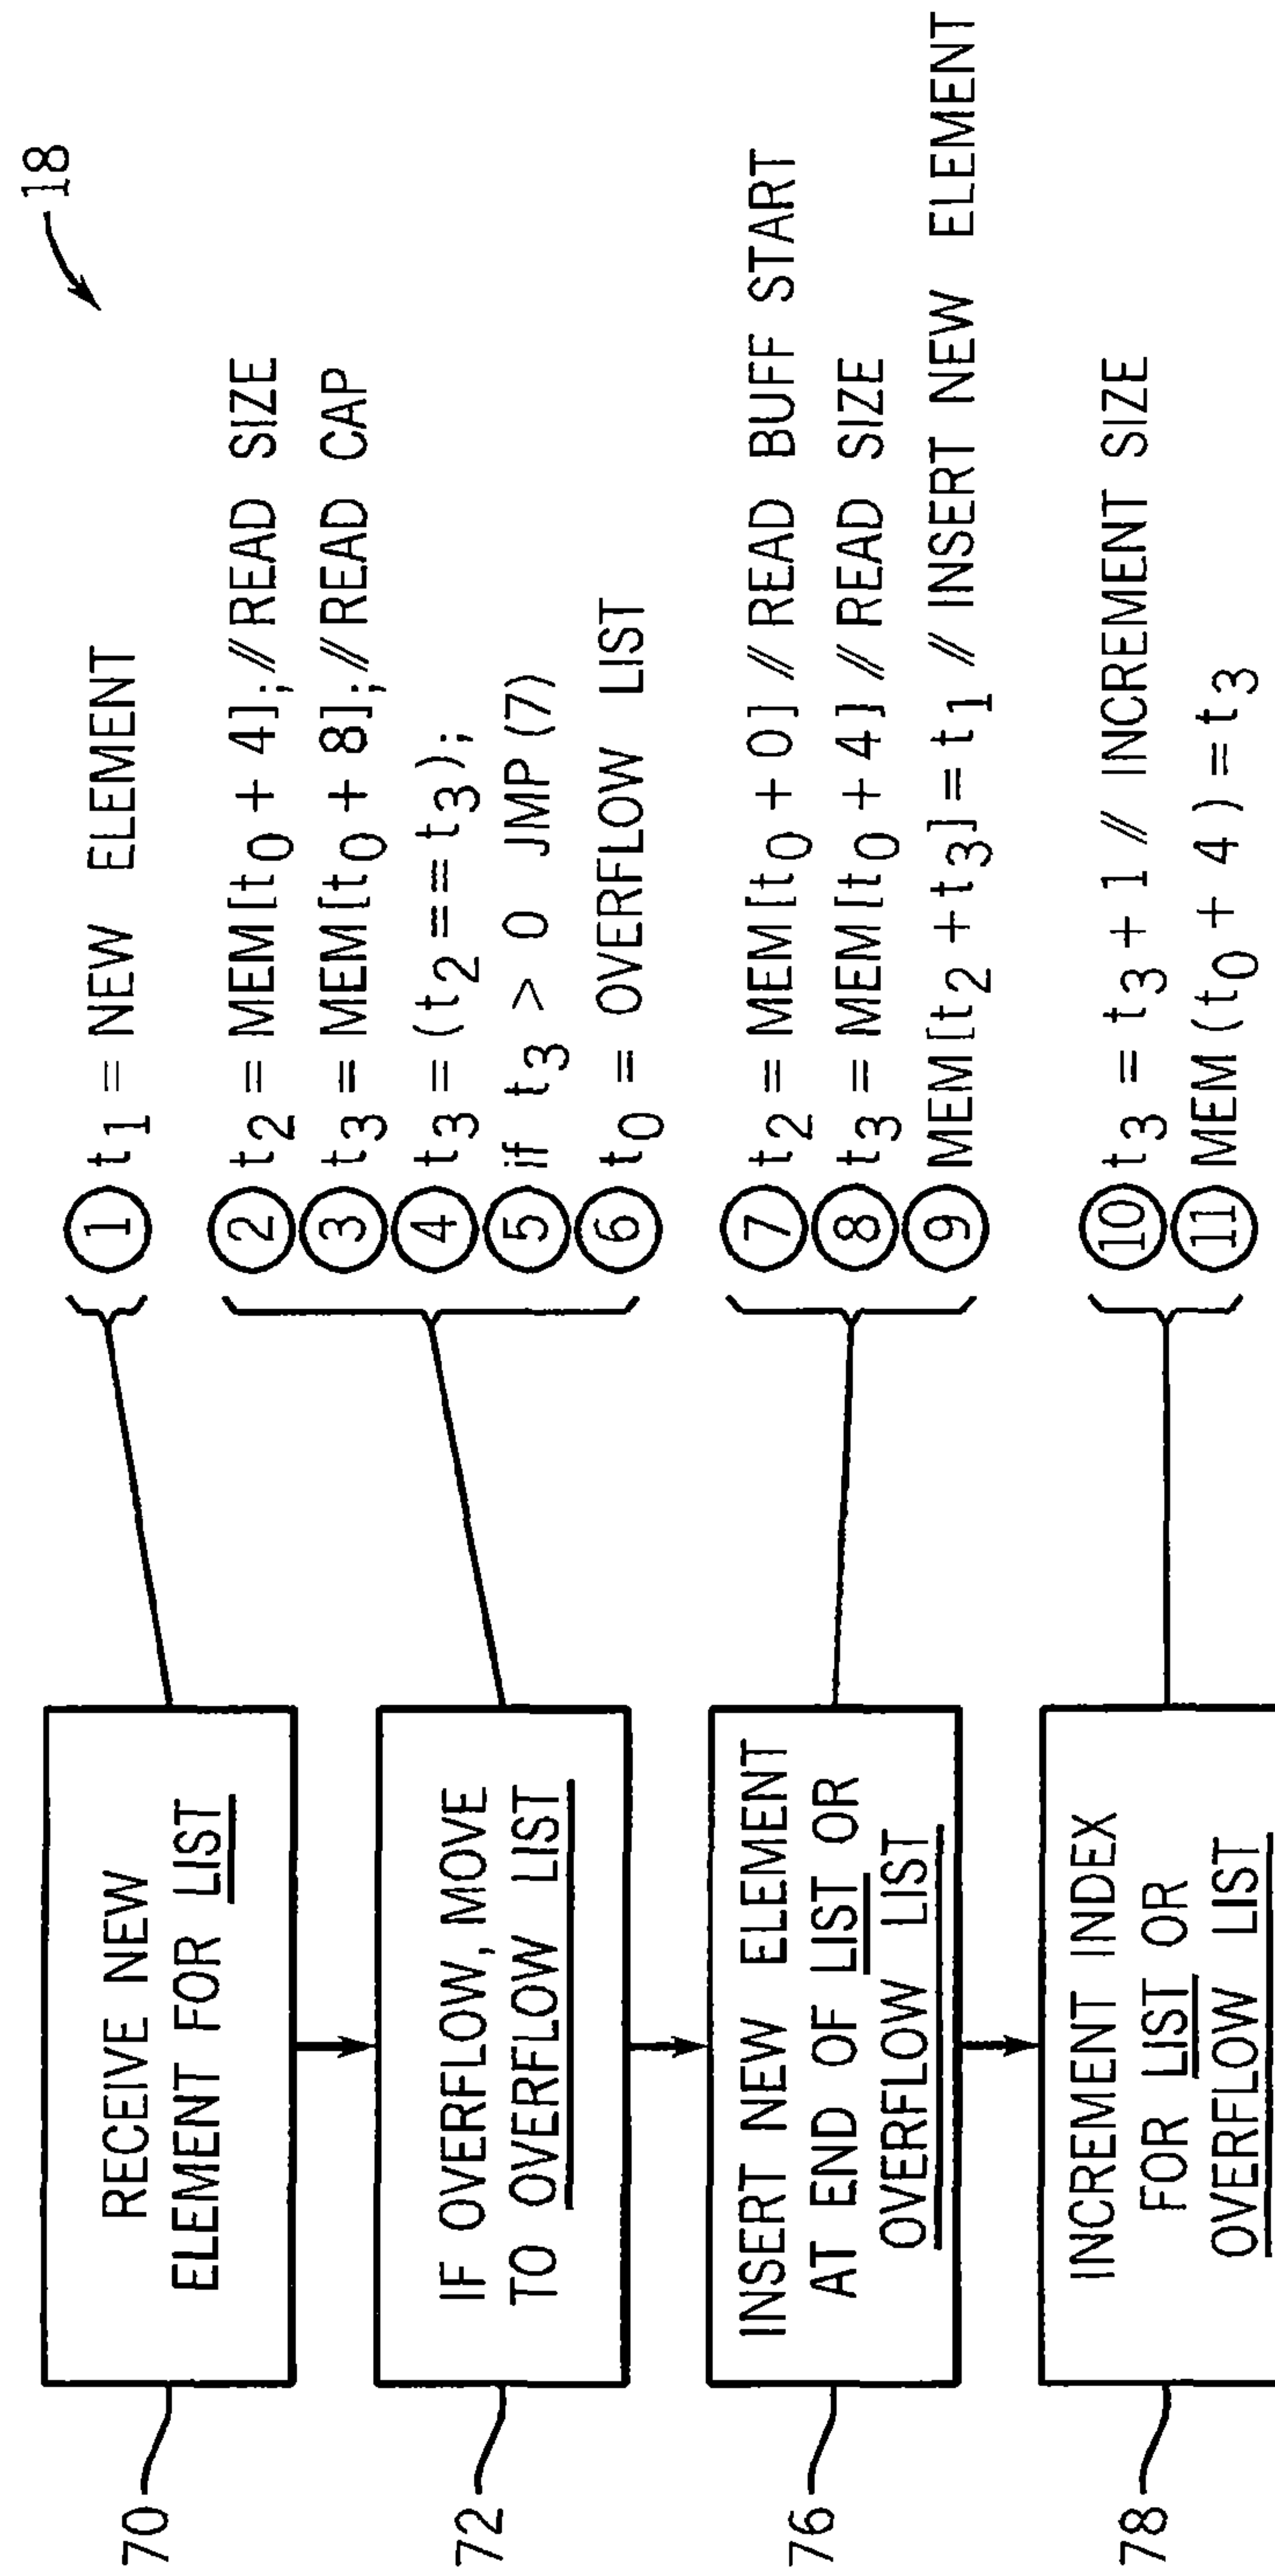 18
70
RECEIVE NEW
ELEMENT FOR LIST
① t₁ = NEW ELEMENT
72
IF OVERFLOW, MOVE
TO OVERFLOW LIST
② t₂ = MEM [t₀ + 4]; // READ SIZE
③ t₃ = MEM [t₀ + 8]; // READ CAP
④ t₃ = (t₂ == t₃);
⑤ if t₃ > 0 JMP (7)
⑥ t₀ = OVERFLOW LIST
76
INSERT NEW ELEMENT
AT END OF LIST OR
OVERFLOW LIST
⑦ t₂ = MEM [t₀ + 0] // READ BUFF START
⑧ t₃ = MEM [t₀ + 4] // READ SIZE
⑨ MEM [t₂ + t₃] = t₁ // INSERT NEW ELEMENT
78
INCREMENT INDEX
FOR LIST OR
OVERFLOW LIST
⑩ t₃ = t₃ + 1 // INCREMENT SIZE
⑪ MEM (t₀ + 4) = t₃